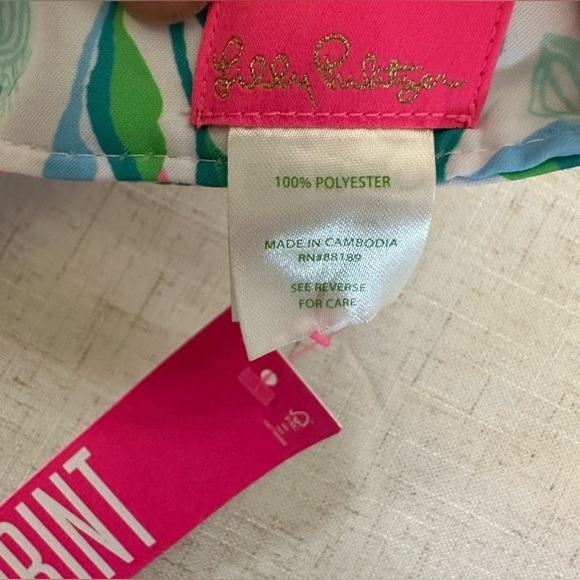 Lilly Pulitzer
100% POLYESTER
MADE IN CAMBODIA
RN#88189
SEE REVERSE
FOR CARE
RINT